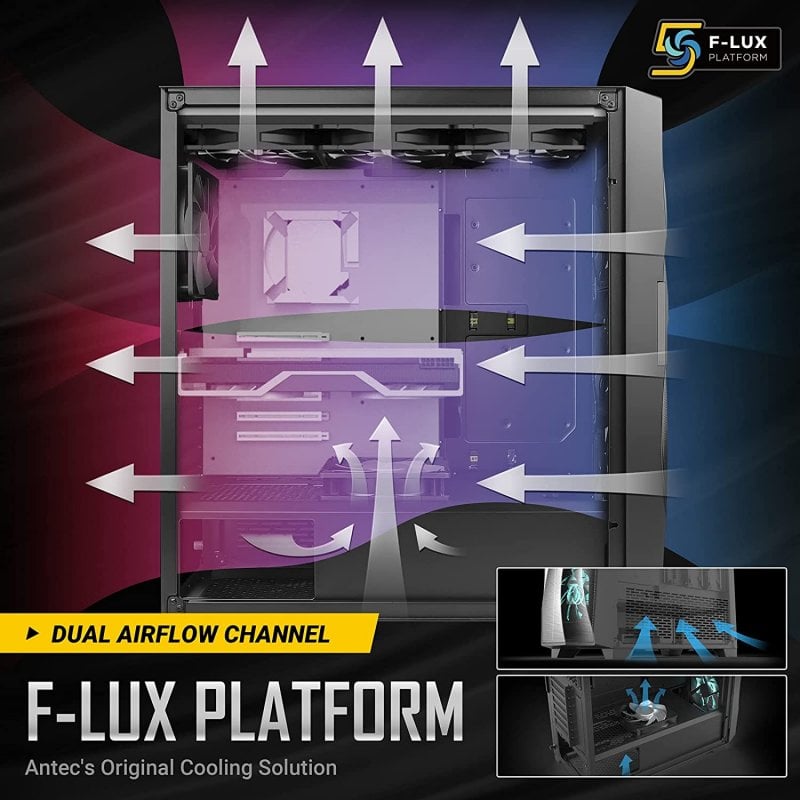 F-LUX
PLATFORM
DUAL AIRFLOW CHANNEL
F-LUX PLATFORM
Antec's Original Cooling Solution